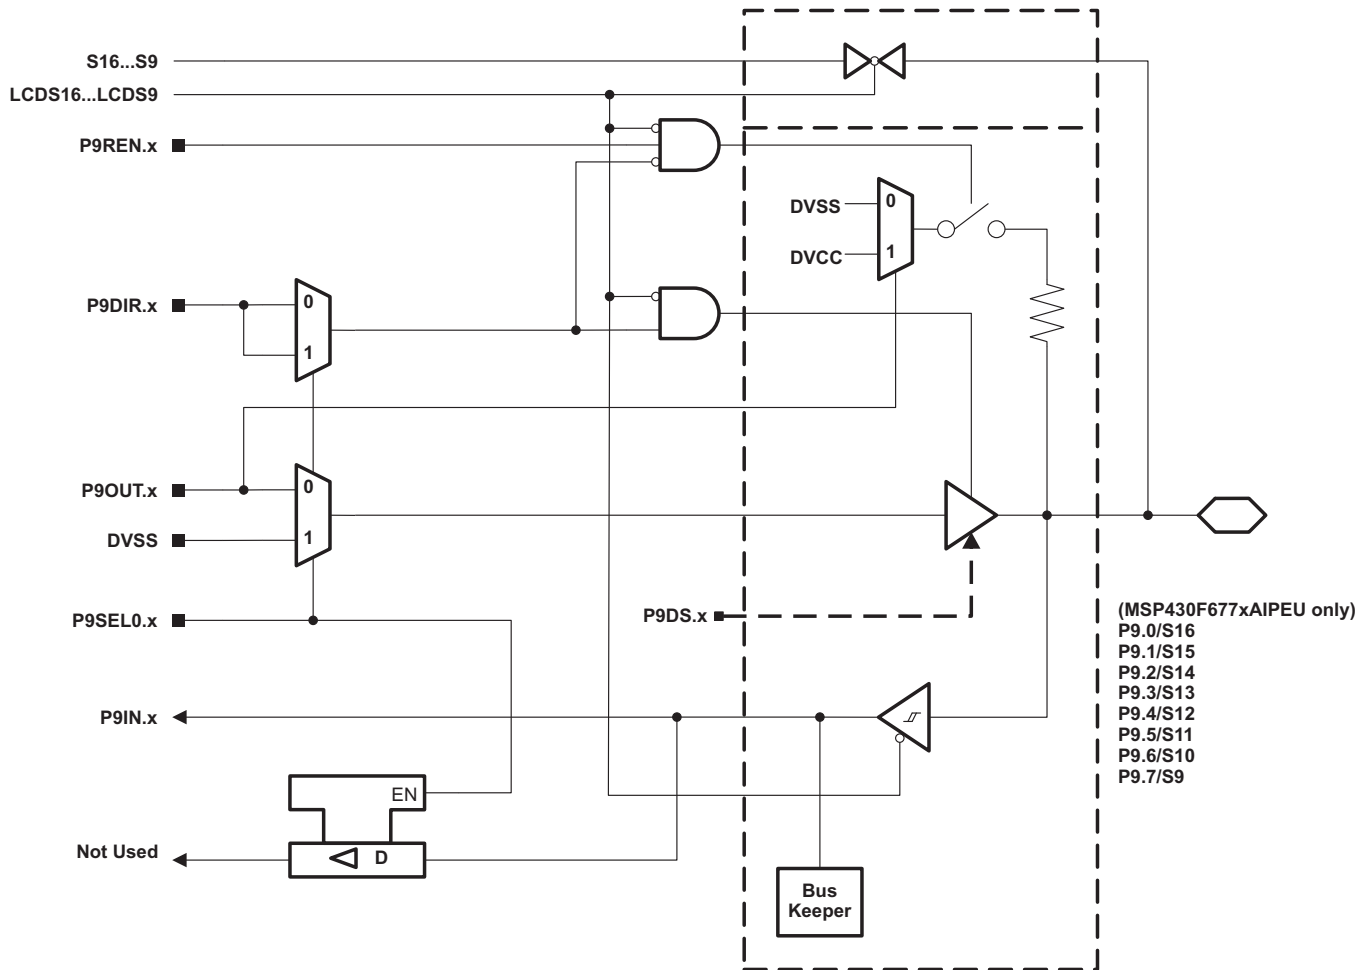 S16...S9
LCDS16...LCDS9
P9REN.x
DVSS
0
DVCC
1
P9DIR.x
0
1
P9OUT.x
0
DVSS
1
P9SEL0.x
P9DS.x
(MSP430F677xAIPEU only)
P9.0/S16
P9.1/S15
P9.2/S14
P9.3/S13
P9.4/S12
P9.5/S11
P9.6/S10
P9.7/S9
P9IN.x
EN
Not Used
D
Bus
Keeper